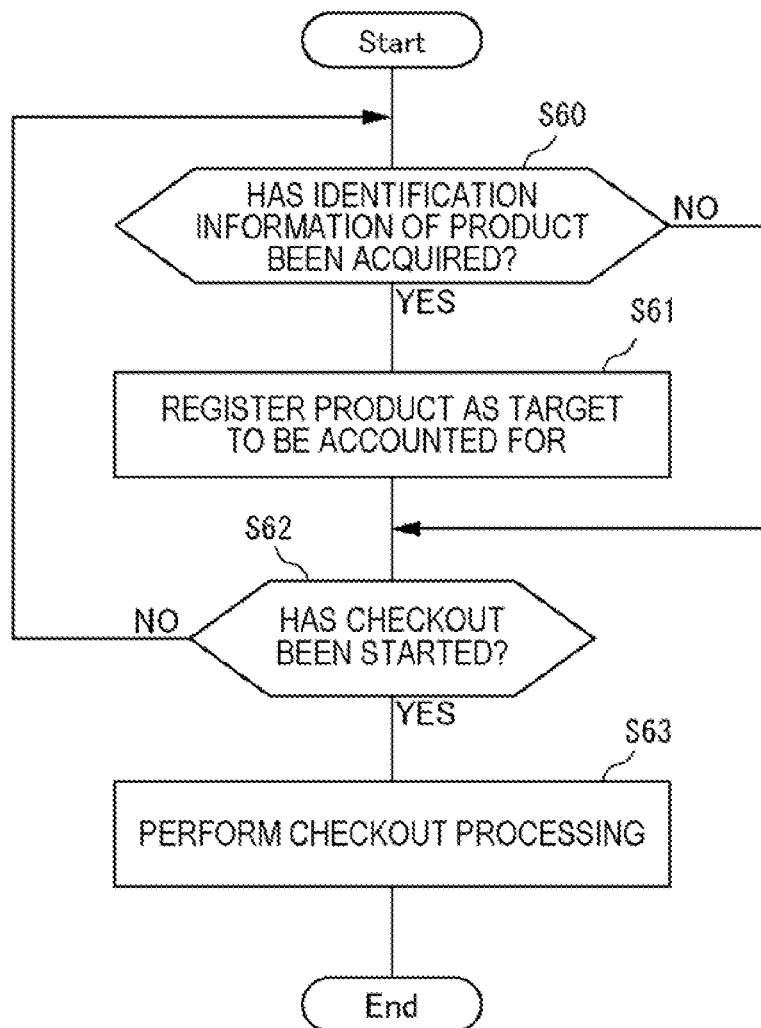 Start
S60
HAS IDENTIFICATION
INFORMATION OF PRODUCT
BEEN ACQUIRED?
NO
YES
S61
REGISTER PRODUCT AS TARGET
TO BE ACCOUNTED FOR
S62
HAS CHECKOUT
BEEN STARTED?
NO
YES
S63
PERFORM CHECKOUT PROCESSING
End